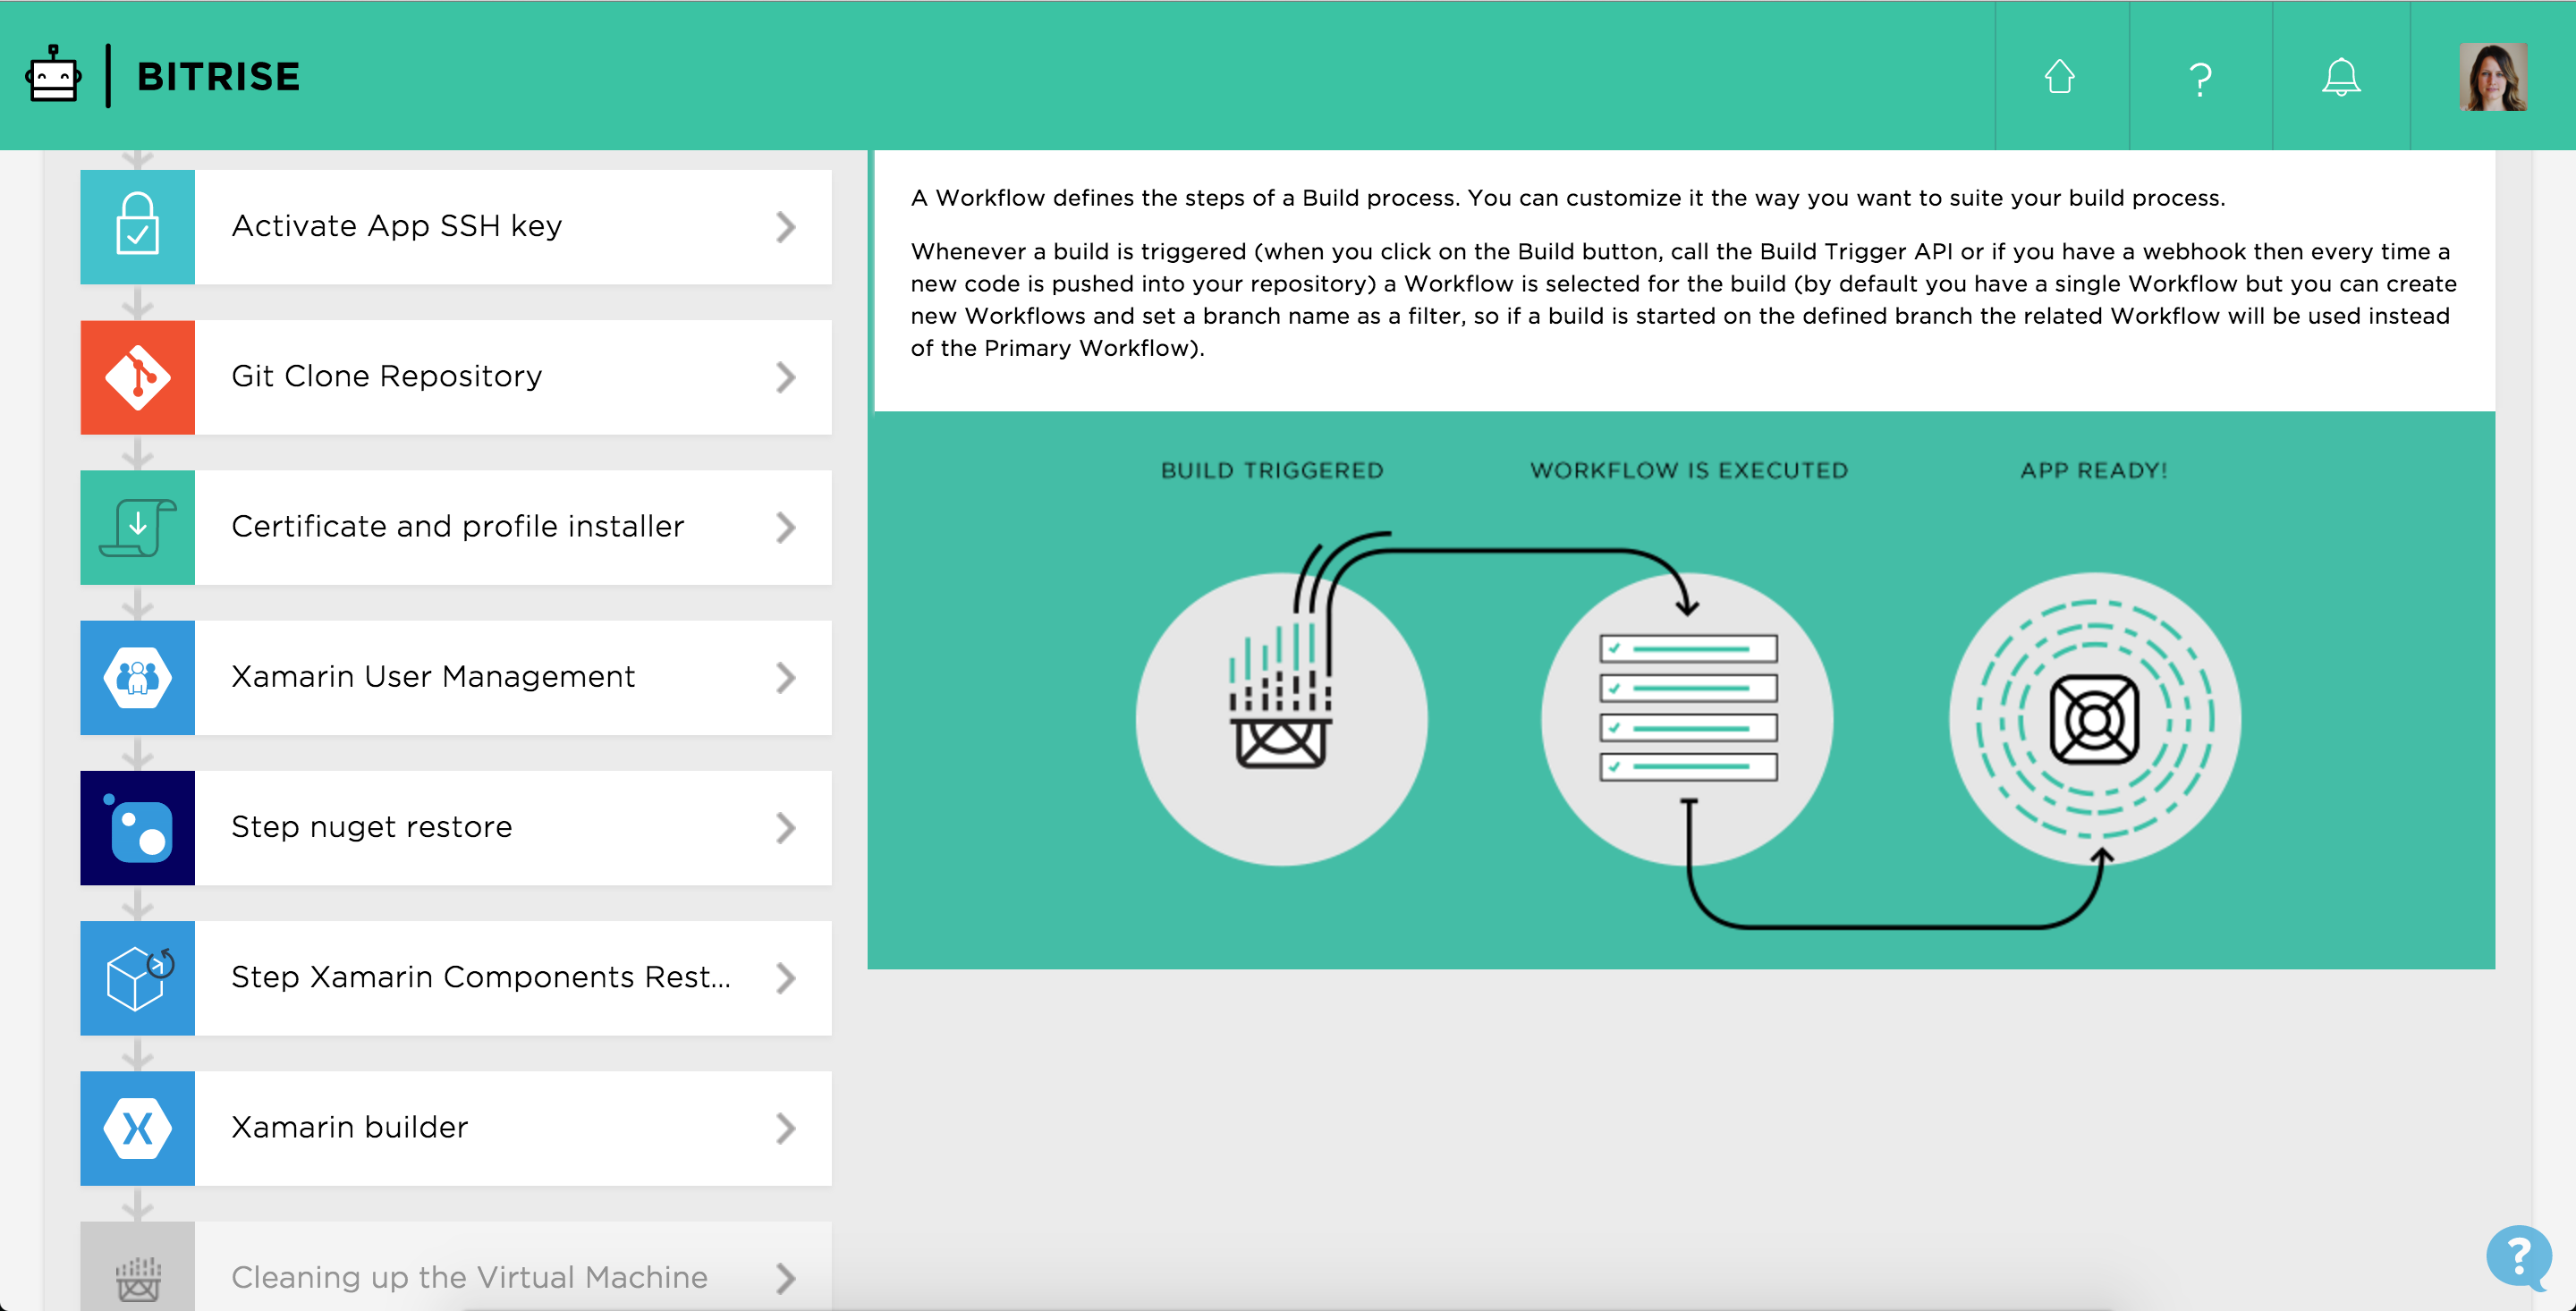 BITRISE
Activate App SSH key
Git Clone Repository
Certificate and profile installer
Xamarin User Management
Step nuget restore
Step Xamarin Components Rest...
Xamarin builder
Cleaning up the Virtual Machine
A Workflow defines the steps of a Build process. You can customize it the way you want to suite your build process.
Whenever a build is triggered (when you click on the Build button, call the Build Trigger API or if you have a webhook then every time a
new code is pushed into your repository) a Workflow is selected for the build (by default you have a single Workflow but you can create
new Workflows and set a branch name as a filter, so if a build is started on the defined branch the related Workflow will be used instead
of the Primary Workflow).
BUILD TRIGGERED
WORKFLOW IS EXECUTED
APP READY!